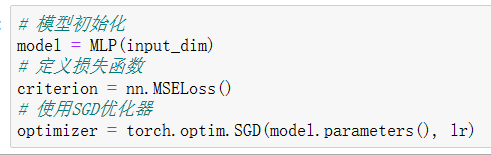 # 模型初始化
model = MLP(input_dim)
# 定义损失函数
criterion = nn.MSELoss()
# 使用SGD优化器
optimizer = torch.optim.SGD(model.parameters(), lr)